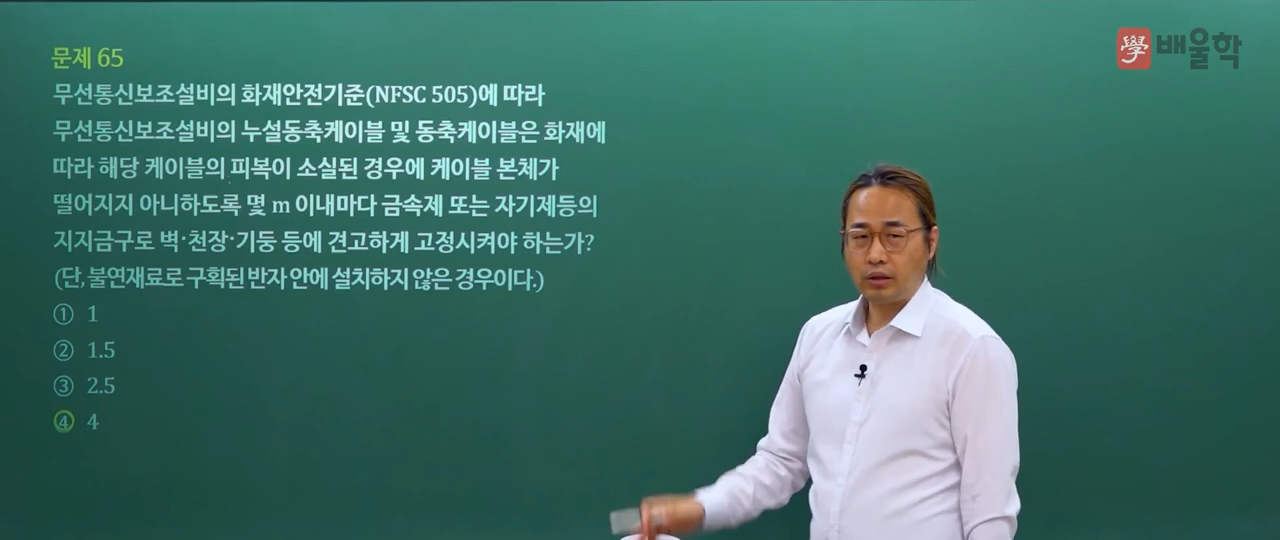 學 배울학
문제 65
무선통신보조설비의 화재안전기준(NFSC 505)에 따라
무선통신보조설비의 누설동축케이블 및 동축케이블은 화재에
따라 해당 케이블의 피복이 소실된 경우에 케이블 본체가
떨어지지 아니하도록 몇 m 이내마다 금속제 또는 자기제등의
지지금구로 벽·천장·기둥 등에 견고하게 고정시켜야 하는가?
(단, 불연재료로 구획된 반자 안에 설치하지 않은 경우이다.)
① 1
② 1.5
③ 2.5
④ 4